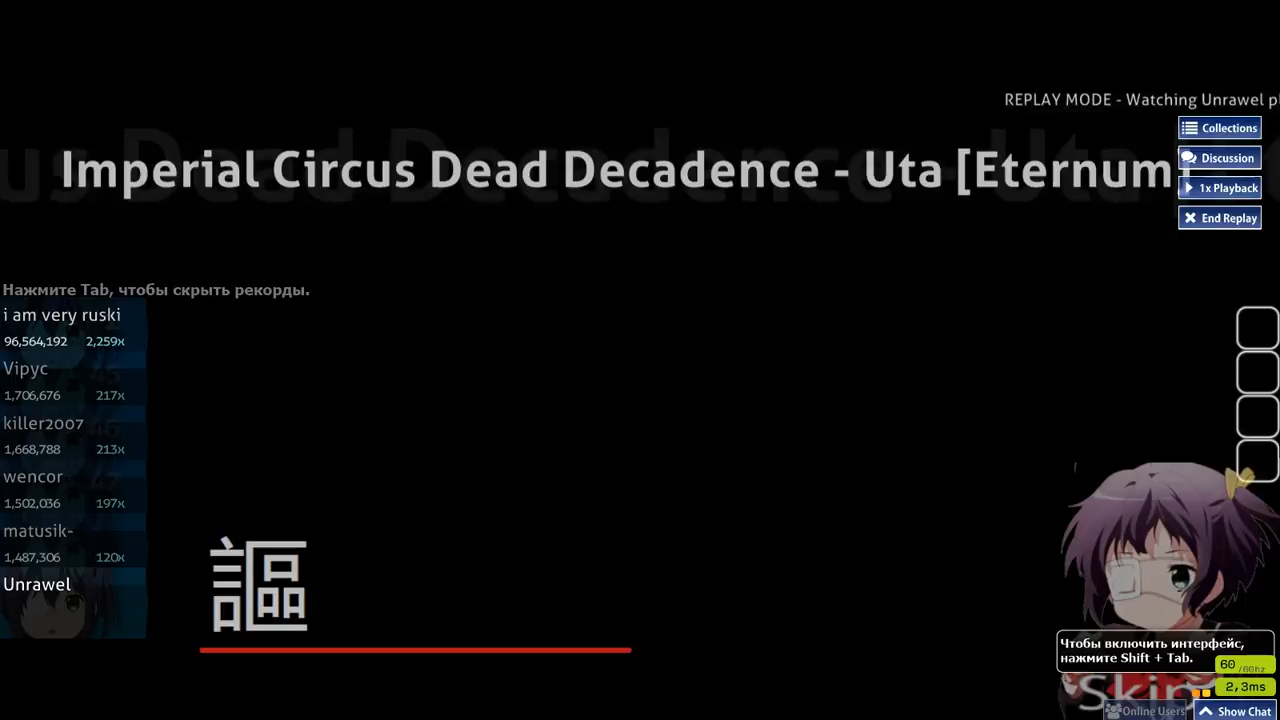 REPLAY MODE - Watching Unrawel pl
Imperial Circus Dead Decadence - Uta [Eternum]
Collections
Discussion
1x Playback
End Replay
Нажмите Tab, чтобы скрыть рекорды.
i am very ruski
96,564,192 2,259x
Vipyc
1,706,676 217x
killer2007
1,668,788 213x
wencor
1,502,036 197x
matusik-
1,487,306 120x
Unrawel
謳
Чтобы включить интерфейс,
нажмите Shift + Tab.
60 /60hz
2,3ms
Skip
Online Users
Show Chat